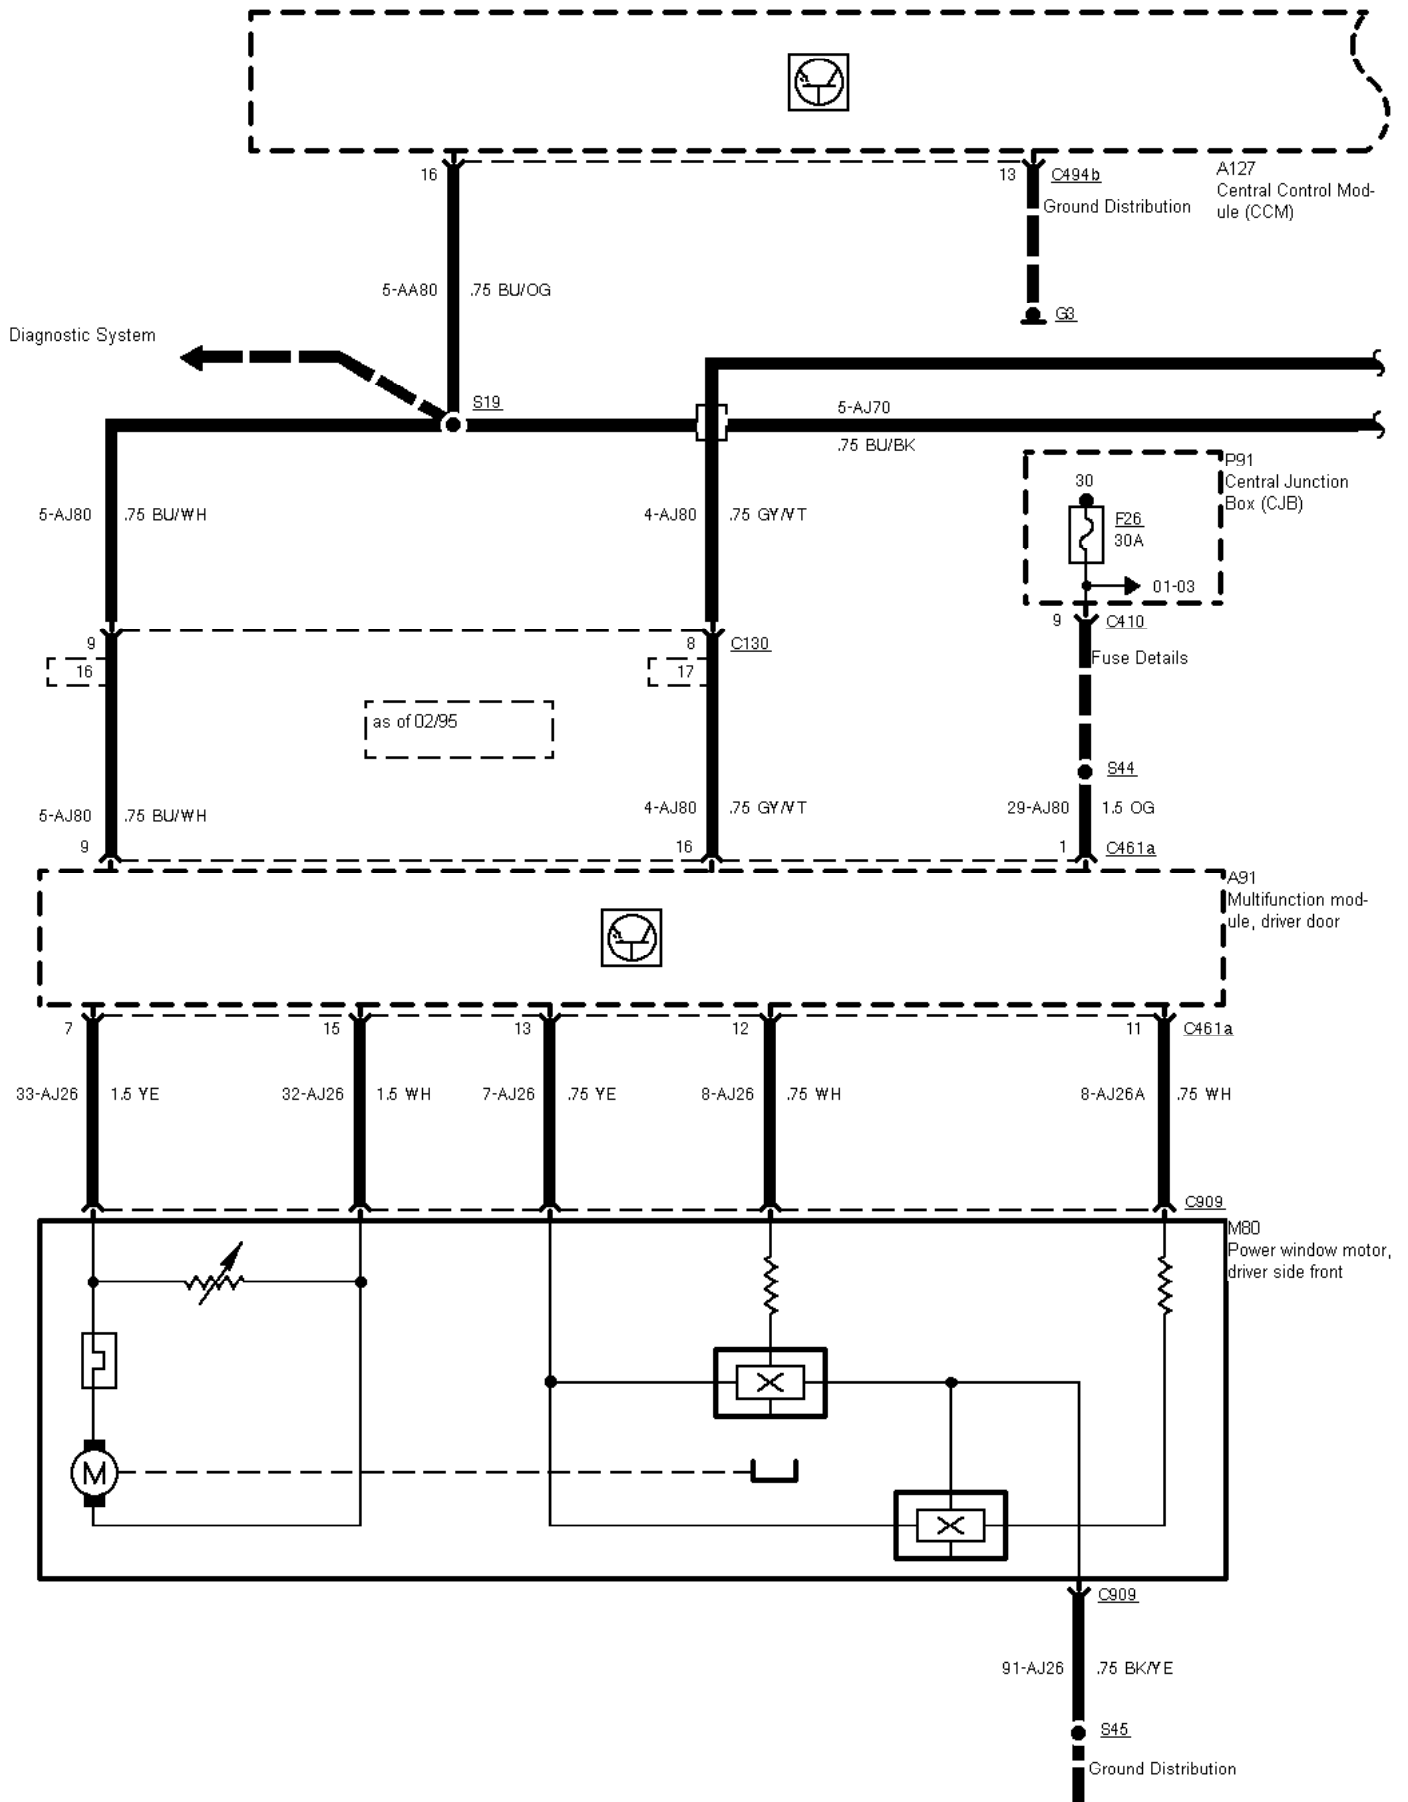 16
13
C494b
A127
Central Control Mod-
ule (CCM)
Ground Distribution
5-AA80
.75 BU/OG
G3
Diagnostic System
S19
5-AJ70
.75 BU/BK
P91
Central Junction
Box (CJB)
30
F26
30A
01-03
5-AJ80
.75 BU/WH
4-AJ80
.75 GY/VT
9
C410
9
8
C130
16
17
Fuse Details
as of 02/95
S44
5-AJ80
.75 BU/WH
4-AJ80
.75 GY/VT
29-AJ80
1.5 OG
9
16
1
C461a
A91
Multifunction mod-
ule, driver door
7
15
13
12
11
C461a
33-AJ26
1.5 YE
32-AJ26
1.5 WH
7-AJ26
.75 YE
8-AJ26
.75 WH
8-AJ26A
.75 WH
C909
M80
Power window motor,
driver side front
M
C909
91-AJ26
.75 BK/YE
S45
Ground Distribution